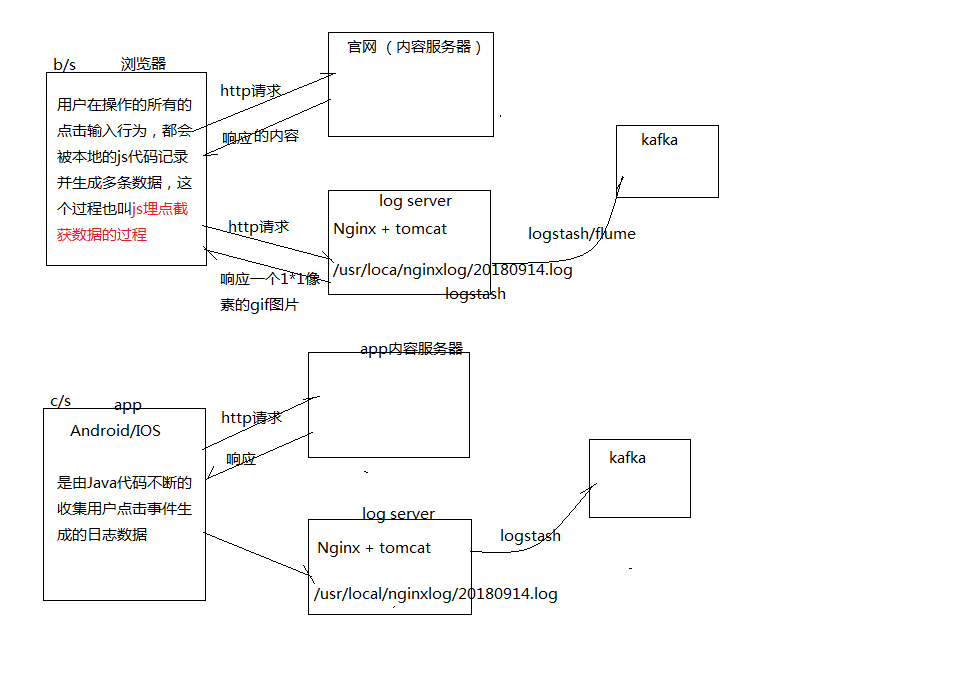 b/s
浏览器
官网 （ 内容服务器 ）
用户在操作的所有的
点击输入行为，都会
被本地的js代码记录
并生成多条数据，这
个过程也叫js埋点截
获数据的过程
http请求
响应的内容
kafka
log server
Nginx + tomcat
/usr/loca/nginxlog/20180914.log
logstash
http请求
响应一个1*1像
素的gif图片
logstash/flume
app内容服务器
c/s
app
Android/IOS
是由Java代码不断的
收集用户点击事件生
成的日志数据
http请求
响应
kafka
log server
Nginx + tomcat
/usr/local/nginxlog/20180914.log
logstash